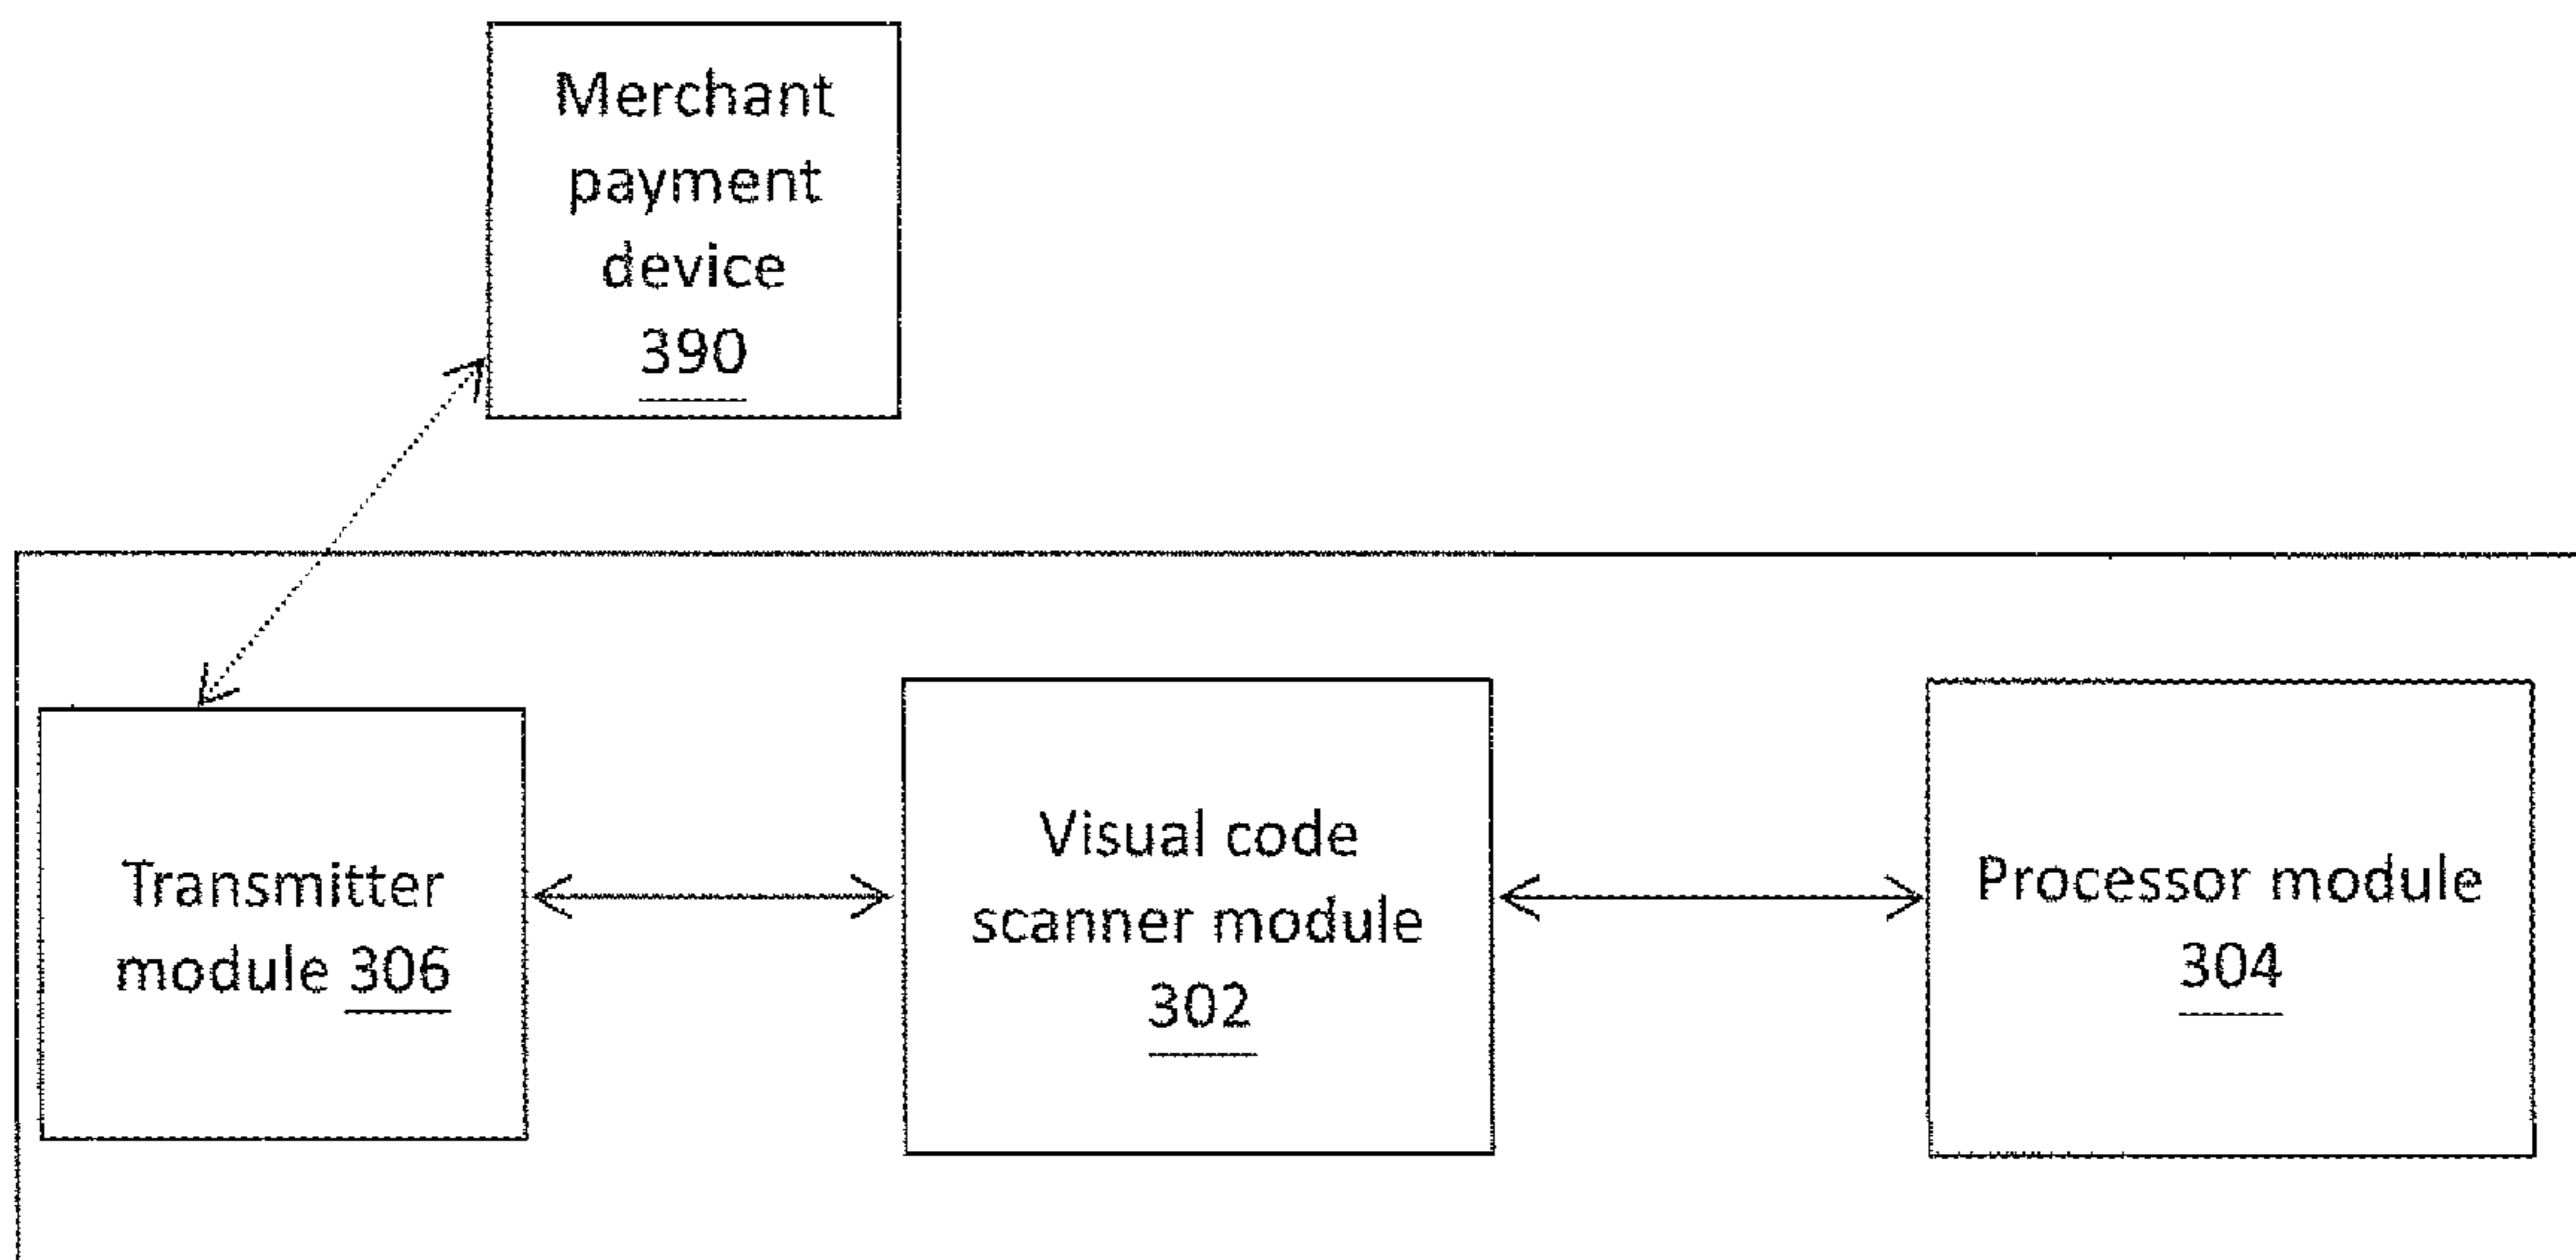 Merchant
payment
device
390
Transmitter
module 306
Visual code
scanner module
302
Processor module
304